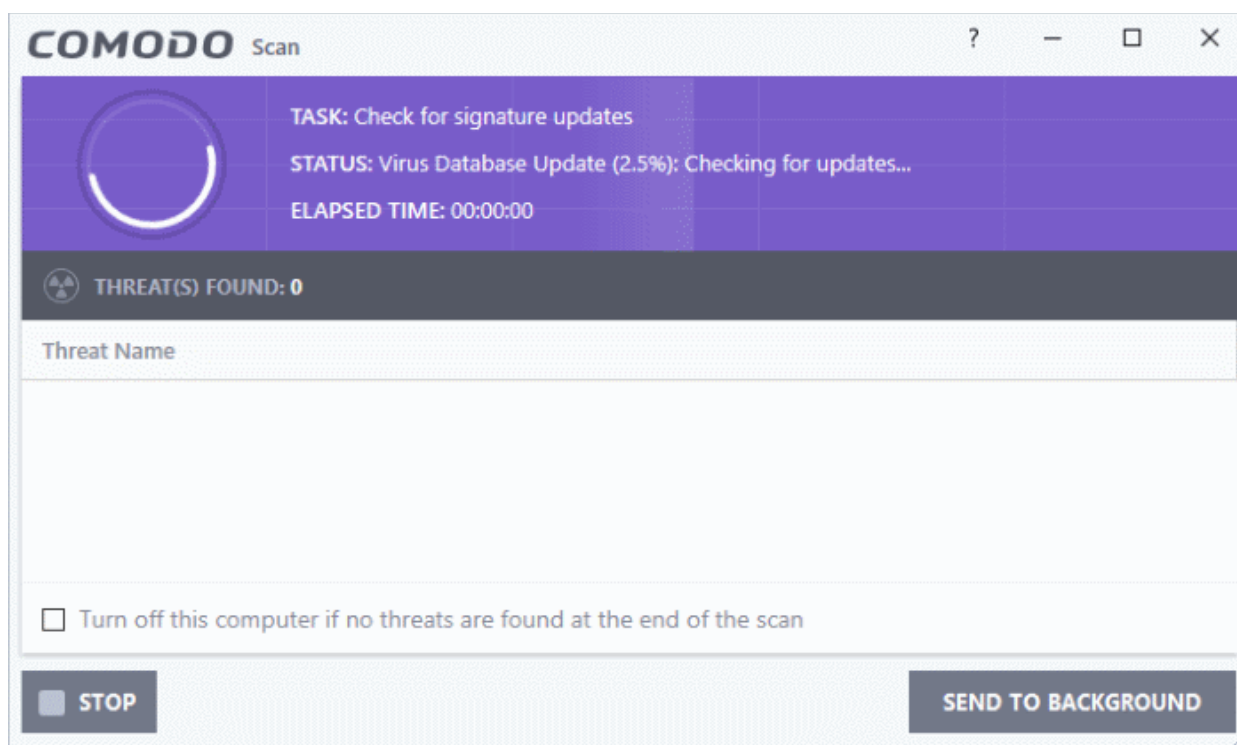 COMODO Scan
?
TASK: Check for signature updates
STATUS: Virus Database Update (2.5%): Checking for updates...
ELAPSED TIME: 00:00:00
THREAT(S) FOUND: 0
Threat Name
Turn off this computer if no threats are found at the end of the scan
STOP
SEND TO BACKGROUND